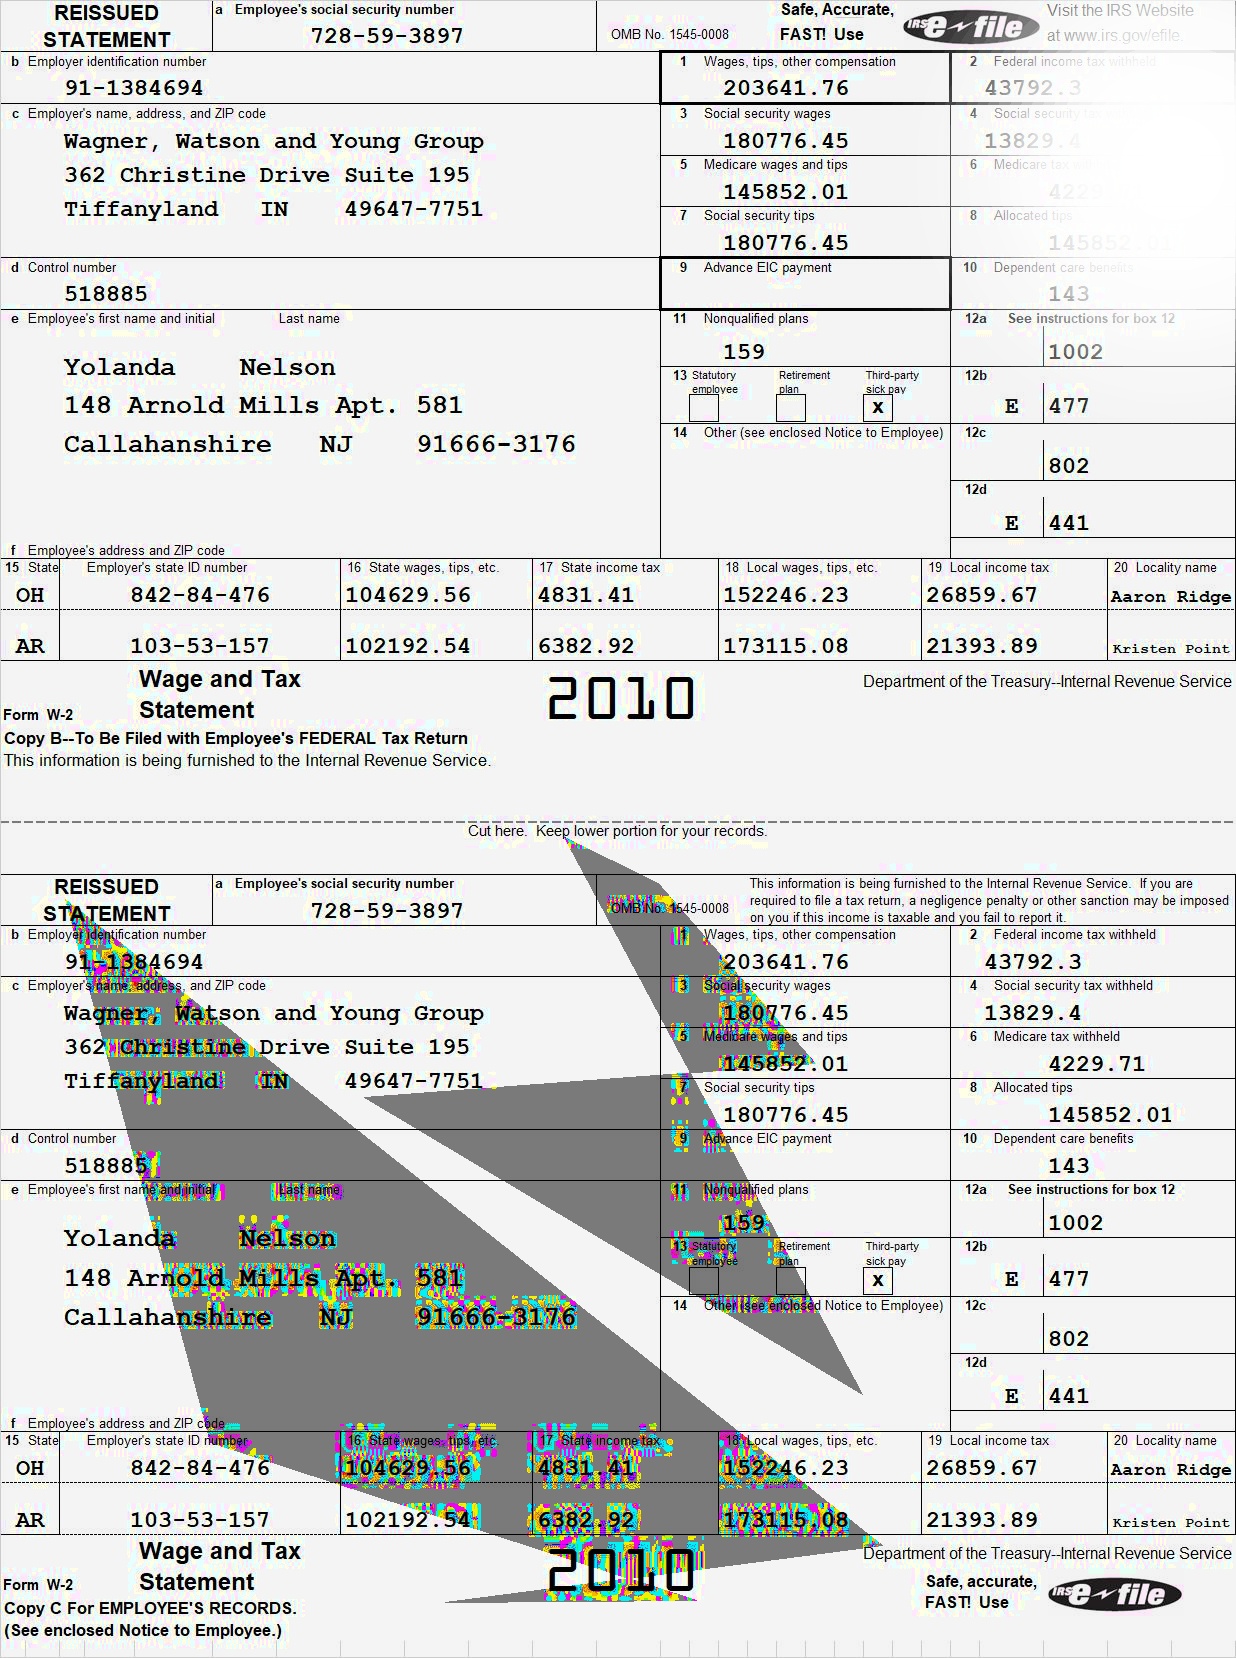 REISSUED STATEMENT
a Employee's social security number
728-59-3897
OMB No. 1545-0008
Safe, Accurate, FAST! Use
IRS e-file
Visit the IRS Website at www.irs.gov/efile.
b Employer identification number
91-1384694
1 Wages, tips, other compensation
203641.76
2 Federal income tax withheld
43792.3
c Employer's name, address, and ZIP code
Wagner, Watson and Young Group
362 Christine Drive Suite 195
Tiffanyland IN 49647-7751
3 Social security wages
180776.45
4 Social security tax
13829.4
5 Medicare wages and tips
145852.01
6 Medicare tax
4229
7 Social security tips
180776.45
8 Allocated tips
145852.01
d Control number
518885
9 Advance EIC payment
10 Dependent care benefits
143
e Employee's first name and initial Last name
Yolanda Nelson
148 Arnold Mills Apt. 581
Callahanshire NJ 91666-3176
11 Nonqualified plans
159
12a See instructions for box 12
1002
13 Statutory employee Retirement plan Third-party sick pay
X
12b
E 477
14 Other (see enclosed Notice to Employee)
12c
802
12d
E 441
f Employee's address and ZIP code
15 State Employer's state ID number 16 State wages, tips, etc. 17 State income tax 18 Local wages, tips, etc. 19 Local income tax 20 Locality name
OH 842-84-476 104629.56 4831.41 152246.23 26859.67 Aaron Ridge
AR 103-53-157 102192.54 6382.92 173115.08 21393.89 Kristen Point
Form W-2 Wage and Tax Statement
2010
Department of the Treasury--Internal Revenue Service
Copy B--To Be Filed with Employee's FEDERAL Tax Return
This information is being furnished to the Internal Revenue Service.
Cut here. Keep lower portion for your records.
REISSUED STATEMENT
a Employee's social security number
728-59-3897
OMB No. 1545-0008
This information is being furnished to the Internal Revenue Service. If you are
required to file a tax return, a negligence penalty or other sanction may be imposed
on you if this income is taxable and you fail to report it.
b Employer identification number
91-1384694
1 Wages, tips, other compensation
203641.76
2 Federal income tax withheld
43792.3
c Employer's name, address, and ZIP code
Wagner, Watson and Young Group
362 Christine Drive Suite 195
Tiffanyland IN 49647-7751
3 Social security wages
180776.45
4 Social security tax withheld
13829.4
5 Medicare wages and tips
145852.01
6 Medicare tax withheld
4229.71
7 Social security tips
180776.45
8 Allocated tips
145852.01
d Control number
518885
9 Advance EIC payment
10 Dependent care benefits
143
e Employee's first name and initial Last name
Yolanda Nelson
148 Arnold Mills Apt. 581
Callahanshire NJ 91666-3176
11 Nonqualified plans
159
12a See instructions for box 12
1002
13 Statutory employee Retirement plan Third-party sick pay
X
12b
E 477
14 Other (see enclosed Notice to Employee)
12c
802
12d
E 441
f Employee's address and ZIP code
15 State Employer's state ID number 16 State wages, tips, etc. 17 State income tax 18 Local wages, tips, etc. 19 Local income tax 20 Locality name
OH 842-84-476 104629.56 4831.41 152246.23 26859.67 Aaron Ridge
AR 103-53-157 102192.54 6382.92 173115.08 21393.89 Kristen Point
Form W-2 Wage and Tax Statement
2010
Department of the Treasury--Internal Revenue Service
Copy C For EMPLOYEE'S RECORDS.
(See enclosed Notice to Employee.)
Safe, accurate, FAST! Use
IRS e-file